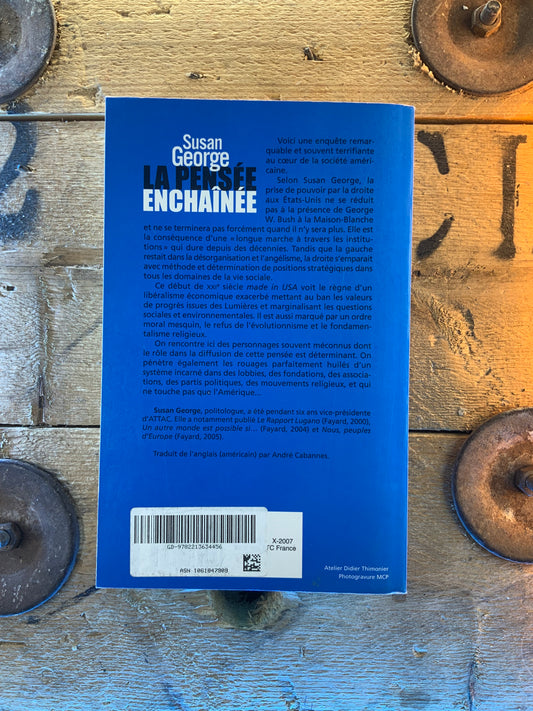 Susan
George
LA PENSÉE
ENCHAÎNÉE
Voici une enquête remar-
quable et souvent terrifiante
au cœur de la société améri-
caine.
Selon Susan George, la
prise de pouvoir par la droite
aux États-Unis ne se réduit
pas à la présence de George
W. Bush à la Maison-Blanche
et ne se terminera pas forcément quand il n'y sera plus. Elle est
la conséquence d'une « longue marche à travers les institu-
tions » qui dure depuis des décennies. Tandis que la gauche
restait dans la désorganisation et l'angélisme, la droite s'emparait
avec méthode et détermination de positions stratégiques dans
tous les domaines de la vie sociale.
Ce début de XXIe siècle made in USA voit le règne d'un
libéralisme économique exacerbé mettant au ban les valeurs
de progrès issues des Lumières et marginalisant les questions
sociales et environnementales. Il est aussi marqué par un ordre
moral mesquin, le refus de l'évolutionnisme et le fondamen-
talisme religieux.
On rencontre ici des personnages souvent méconnus dont
le rôle dans la diffusion de cette pensée est déterminant. On
pénètre également les rouages parfaitement huilés d'un
système incarné dans des lobbies, des fondations, des associa-
tions, des partis politiques, des mouvements religieux, et qui
ne touche pas que l'Amérique...
Susan George, politologue, a été pendant six ans vice-présidente
d'ATTAC. Elle a notamment publié Le Rapport Lugano (Fayard, 2000),
Un autre monde est possible si... (Fayard, 2004) et Nous, peuples
d'Europe (Fayard, 2005).
Traduit de l'anglais (américain) par André Cabannes.
GD-9782213634456
ASN 1061047909
X-2007
TC France
Atelier Didier Thimonier
Photogravure MCP